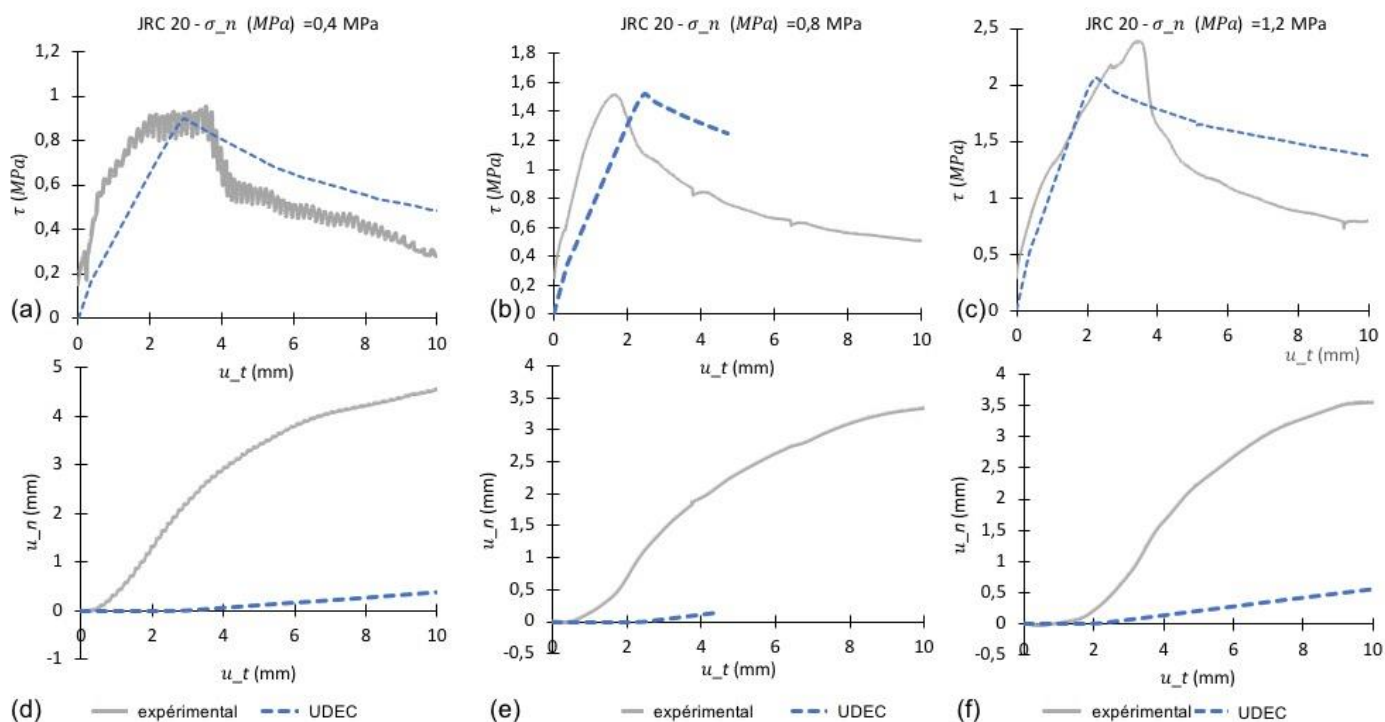 JRC 20 - σ_n (MPa) =0,4 MPa
1,2
1
0,8
0,6
0,4
0,2
0
τ (MPa)
0 2 4 6 8 10
u_t (mm)
(a)
JRC 20 - σ_n (MPa) =0,8 MPa
1,8
1,6
1,4
1,2
1
0,8
0,6
0,4
0,2
0
τ (MPa)
0 2 4 6 8 10
u_t (mm)
(b)
JRC 20 - σ_n (MPa) =1,2 MPa
2,5
2
1,5
1
0,5
0
τ (MPa)
0 2 4 6 8 10
u_t (mm)
(c)
5
4
3
2
1
0
-1
u_n (mm)
0 2 4 6 8 10
u_t (mm)
(d) expérimental UDEC
4
3,5
3
2,5
2
1,5
1
0,5
0
-0,5
u_n (mm)
0 2 4 6 8 10
u_t (mm)
(e) expérimental UDEC
4
3,5
3
2,5
2
1,5
1
0,5
0
-0,5
u_n (mm)
0 2 4 6 8 10
u_t (mm)
(f) expérimental UDEC